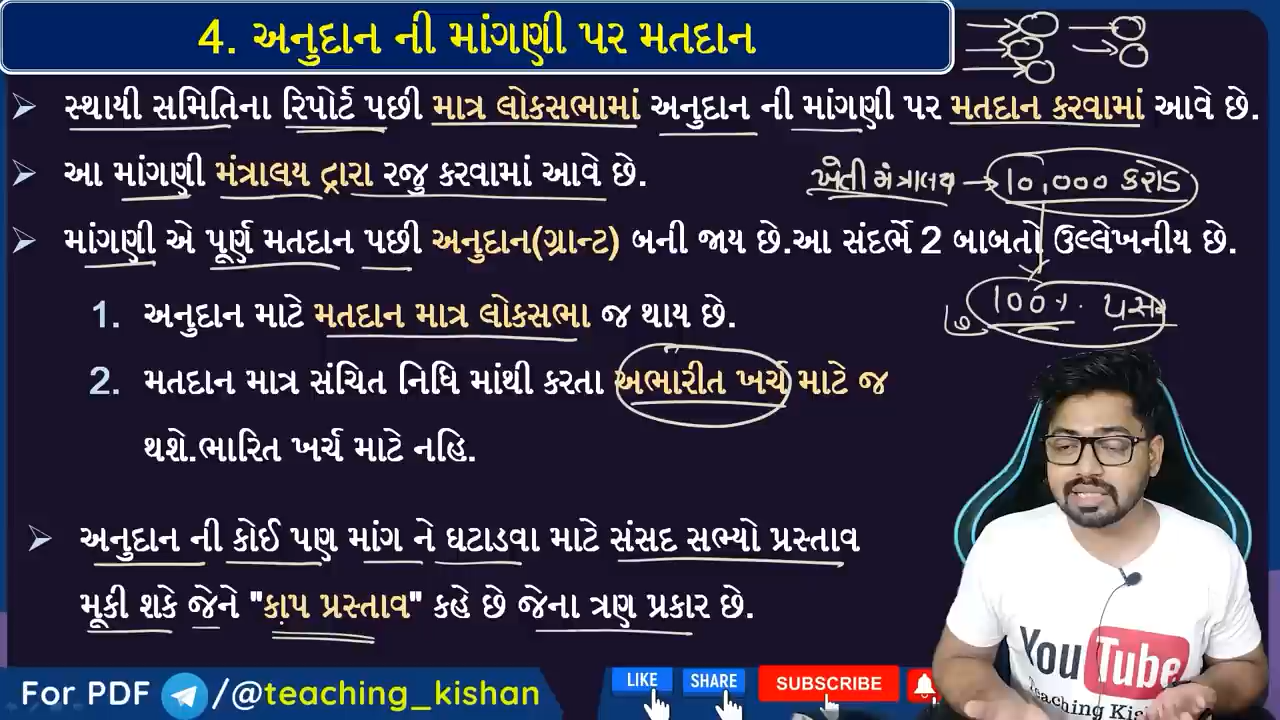 4. અનુદાન ની માંગણી પર મતદાન
સ્થાયી સમિતિના રિપોર્ટ પછી માત્ર લોકસભામાં અનુદાન ની માંગણી પર મતદાન કરવામાં આવે છે.
આ માંગણી મંત્રાલય દ્રારા રજુ કરવામાં આવે છે.
ખેતી મંત્રાલય → 10,000 કરોડ
માંગણી એ પૂર્ણ મતદાન પછી અનુદાન(ગ્રાન્ટ) બની જાય છે.આ સંદર્ભે 2 બાબતો ઉલ્લેખનીય છે.
1. અનુદાન માટે મતદાન માત્ર લોકસભા જ થાય છે.
100%
2. મતદાન માત્ર સંચિત નિધિ માંથી કરતા અભારીત ખર્ચ માટે જ
થશે.ભારિત ખર્ચ માટે નહિ.
અનુદાન ની કોઈ પણ માંગ ને ઘટાડવા માટે સંસદ સભ્યો પ્રસ્તાવ
મૂકી શકે જેને "કાપ પ્રસ્તાવ" કહે છે જેના ત્રણ પ્રકાર છે.
YouTube
Teaching Kis
For PDF /@teaching_kishan
LIKE SHARE SUBSCRIBE